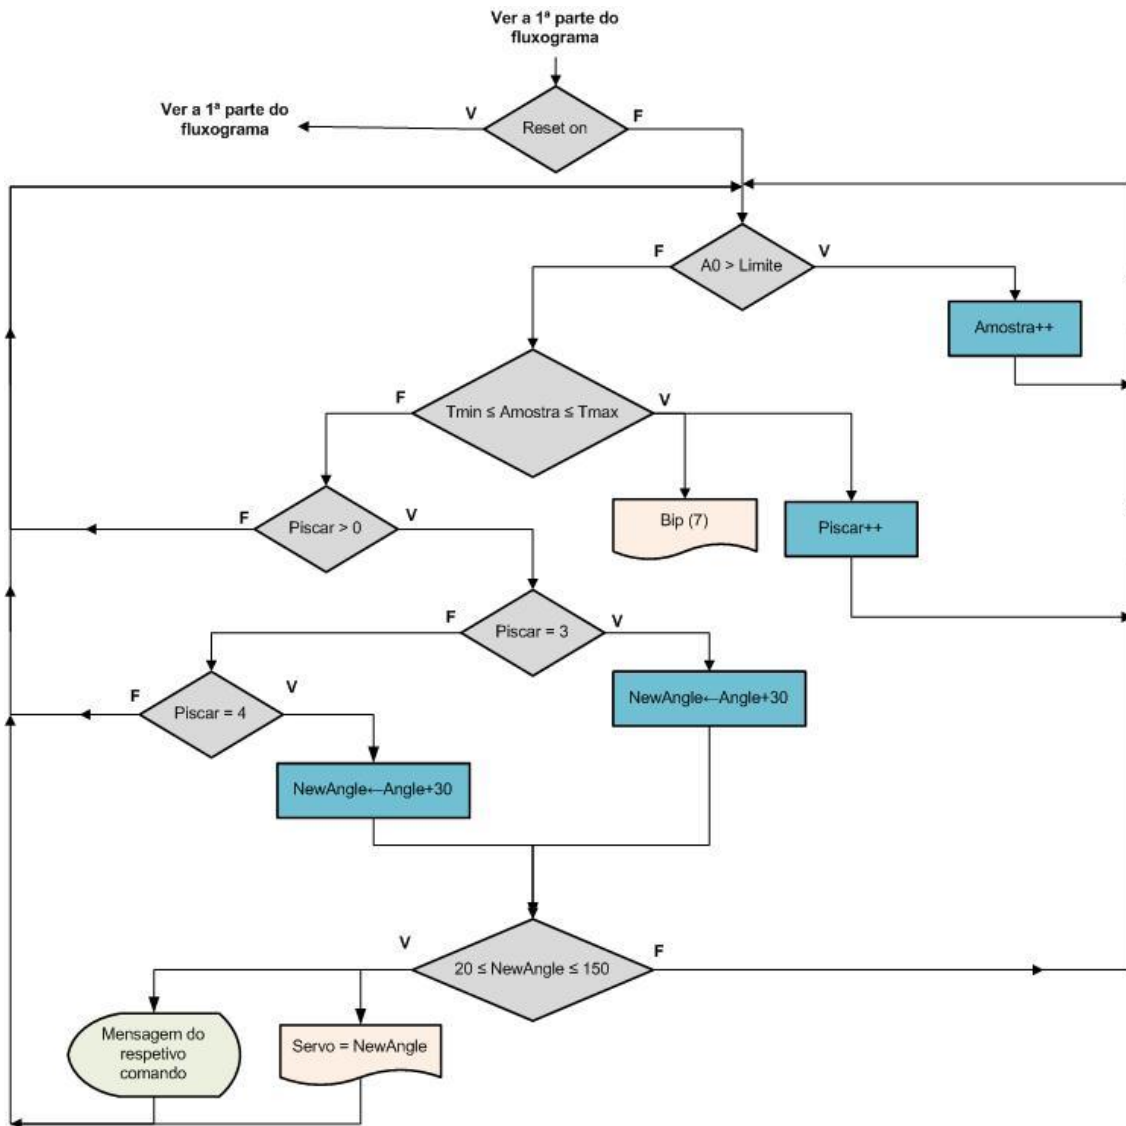 Ver a 1ª parte do
fluxograma
Ver a 1ª parte do
fluxograma
V
Reset on
F
F
A0 > Limite
V
Amostra++
F
Tmin ≤ Amostra ≤ Tmax
V
F
Piscar > 0
V
Bip (7)
Piscar++
F
Piscar = 3
V
F
Piscar = 4
V
NewAngle←Angle+30
NewAngle←Angle+30
V
20 ≤ NewAngle ≤ 150
F
Mensagem do
respetivo
comando
Servo = NewAngle